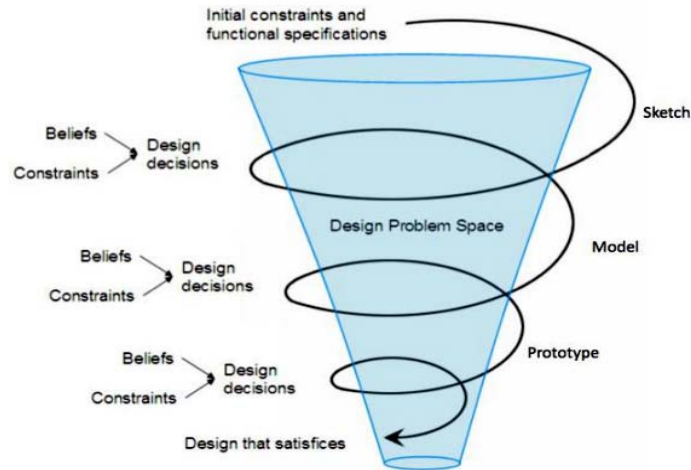 Initial constraints and
functional specifications
Sketch
Beliefs
Design
decisions
Constraints
Design Problem Space
Model
Beliefs
Design
decisions
Constraints
Prototype
Beliefs
Design
decisions
Constraints
Design that satisfices